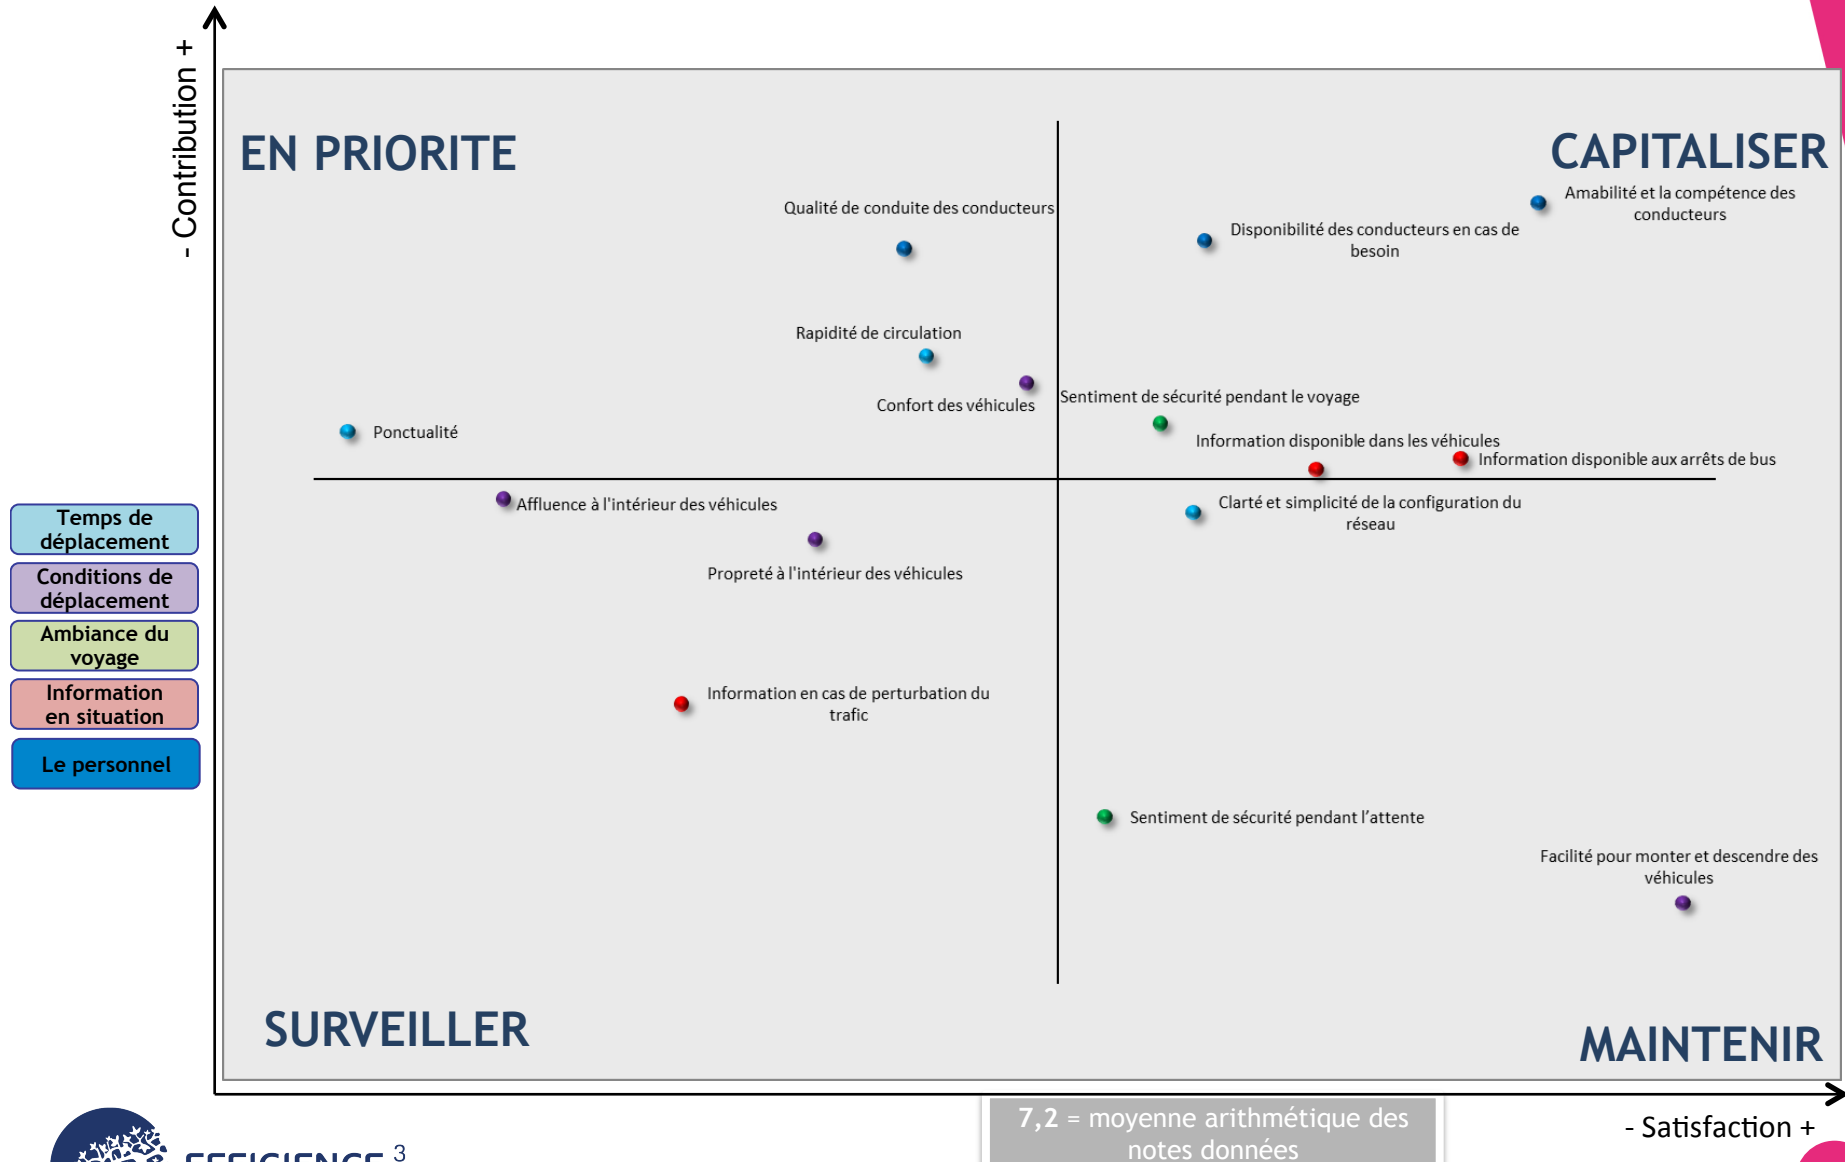 - Contribution +
EN PRIORITE
CAPITALISER
Amabilité et la compétence des
conducteurs
Qualité de conduite des conducteurs
Disponibilité des conducteurs en cas de
besoin
Rapidité de circulation
Confort des véhicules
Sentiment de sécurité pendant le voyage
Ponctualité
Information disponible dans les véhicules
Information disponible aux arrêts de bus
Affluence à l'intérieur des véhicules
Clarté et simplicité de la configuration du
réseau
Propreté à l'intérieur des véhicules
Temps de
déplacement
Conditions de
déplacement
Ambiance du
voyage
Information
en situation
Le personnel
Information en cas de perturbation du
trafic
Sentiment de sécurité pendant l’attente
Facilité pour monter et descendre des
véhicules
SURVEILLER
MAINTENIR
7,2 = moyenne arithmétique des
notes données
- Satisfaction +
EFFICIENCE 3